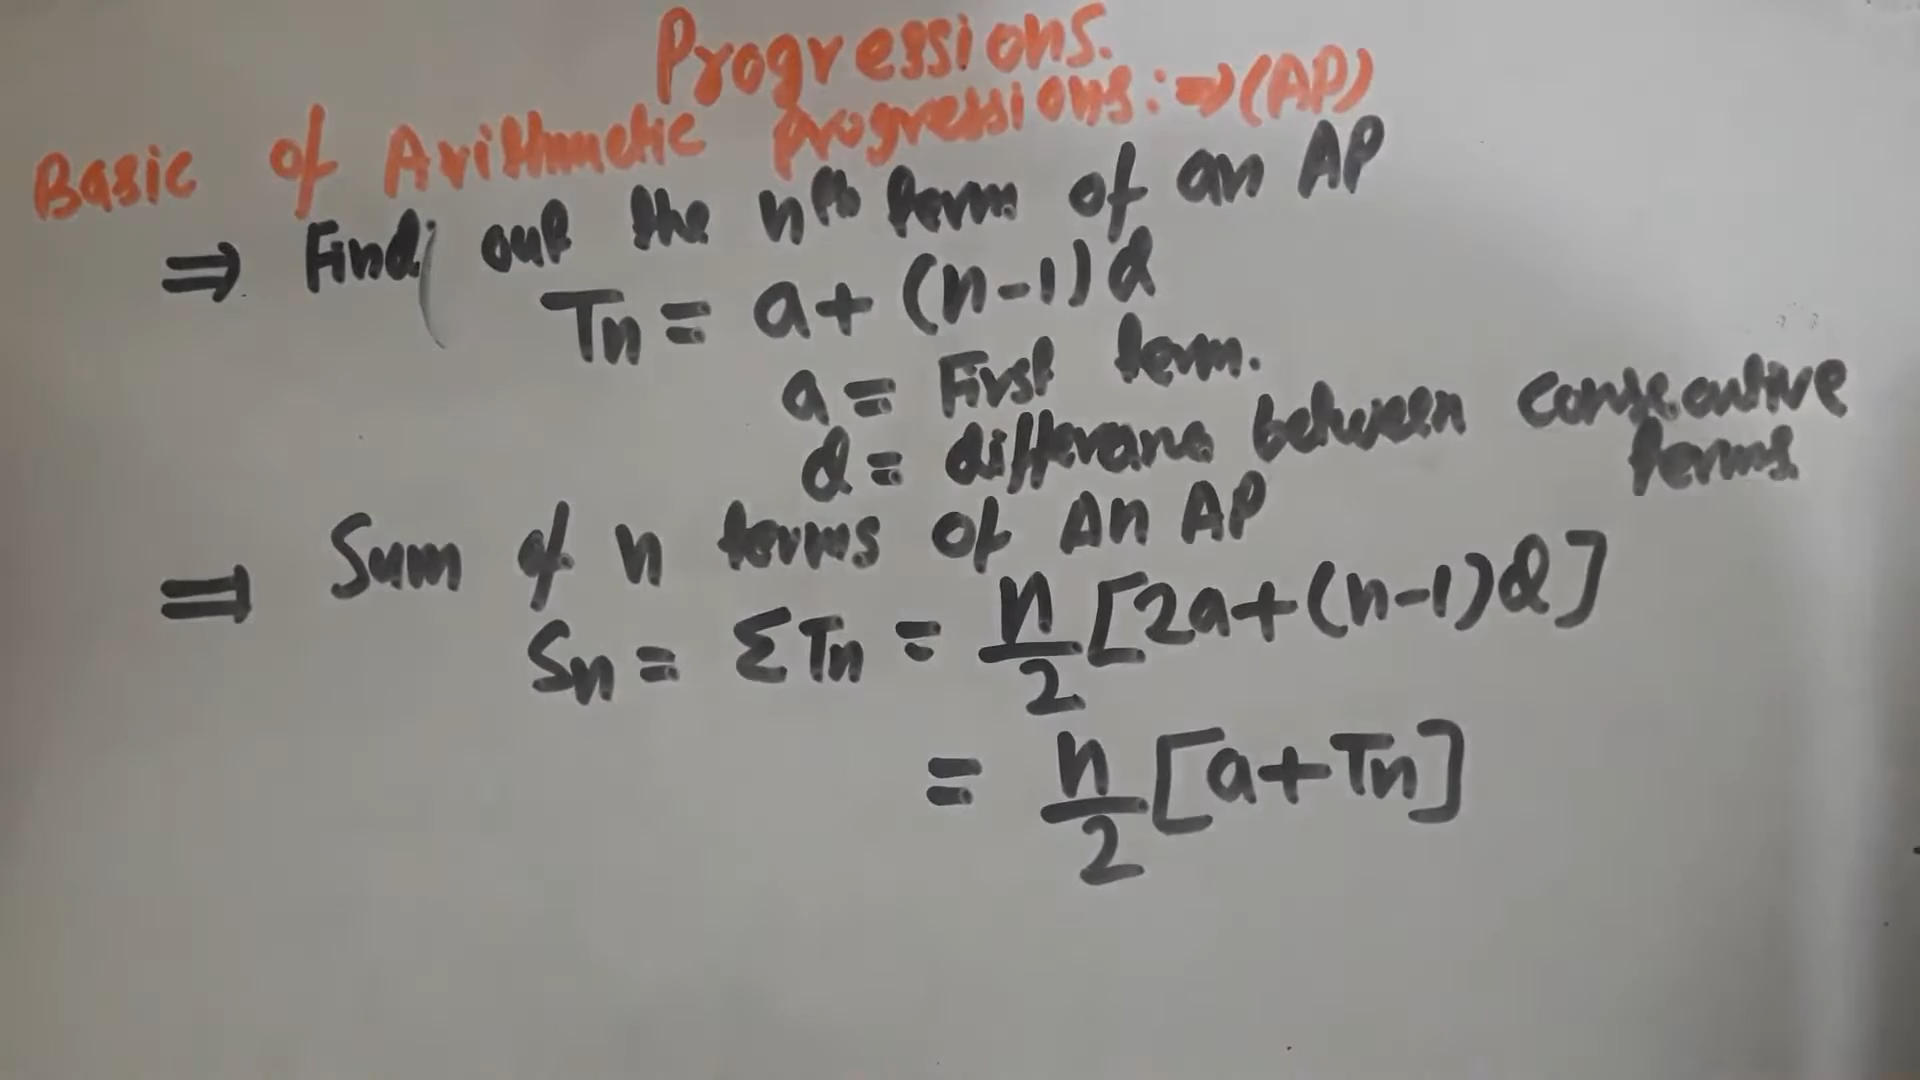 Progressions.
Basic of Arithmetic progressions: ⇒ (AP)
⇒ Find out the nth term of an AP
Tn = a + (n-1)d
a = First term.
d = difference between consecutive terms
⇒ Sum of n terms of An AP
Sn = ΣTn = n/2 [2a+(n-1)d]
= n/2 [a+Tn]